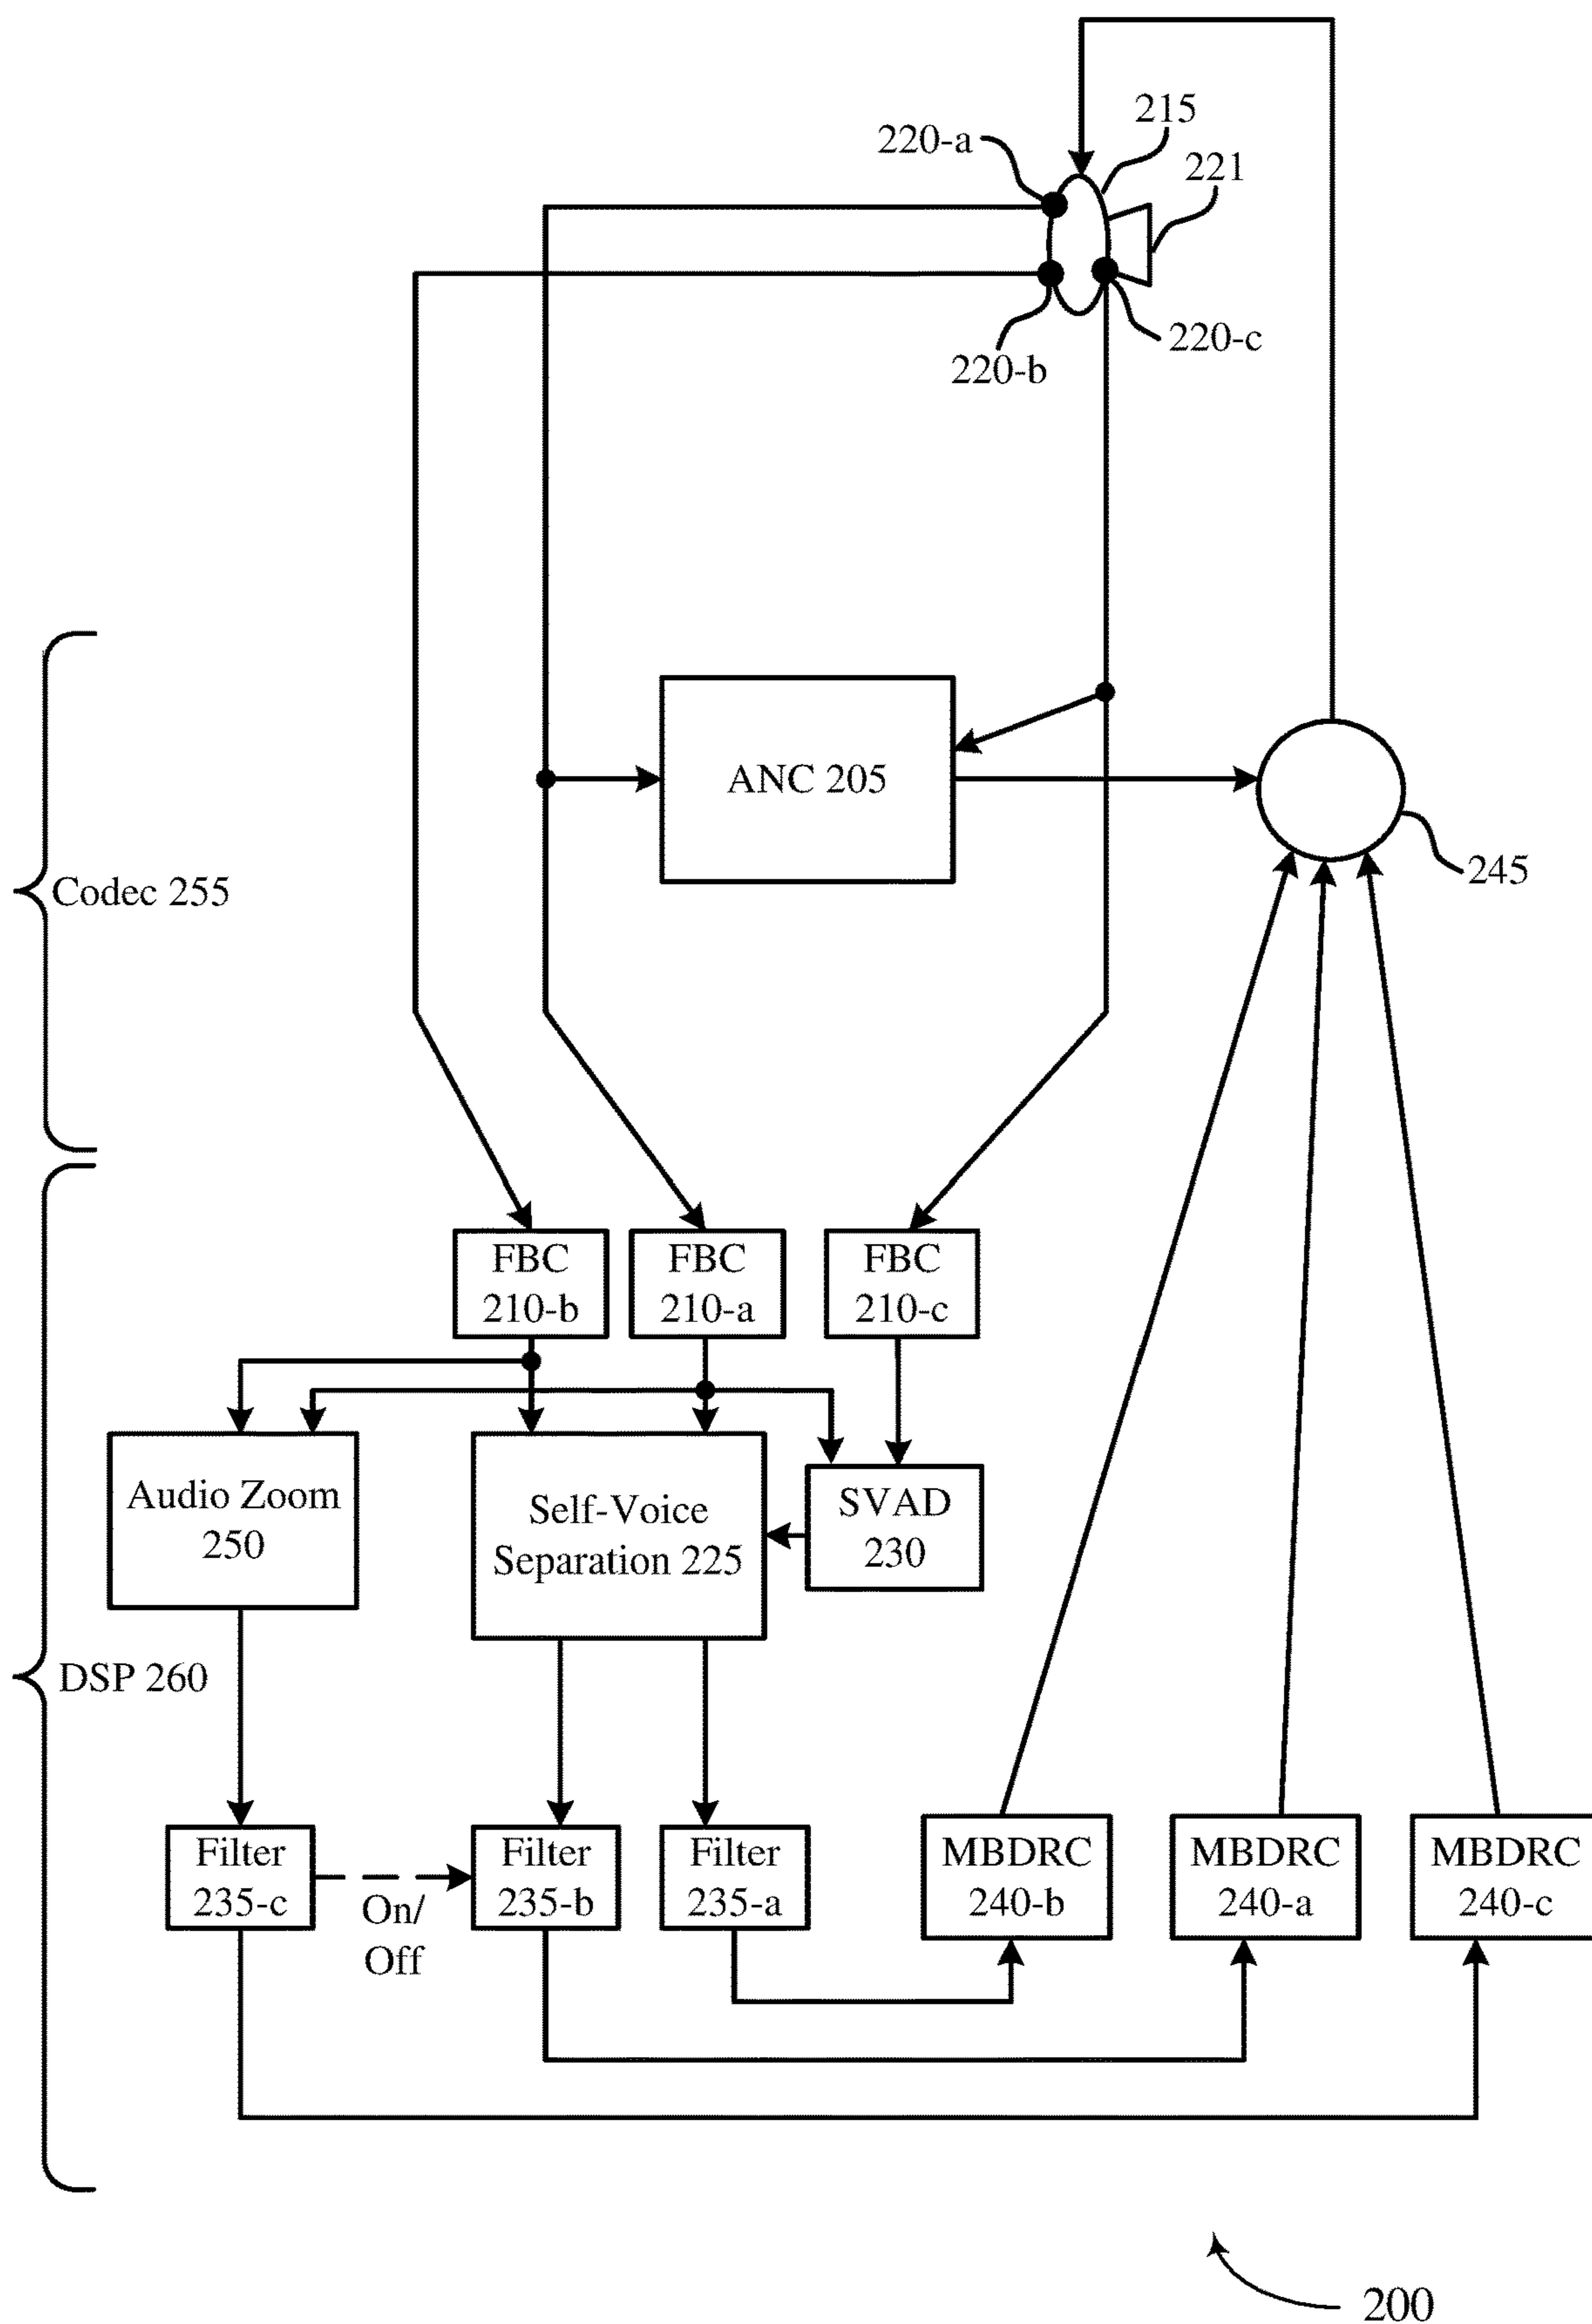 215
220-a
221
220-c
220-b
ANC 205
245
Codec 255
FBC
210-b
FBC
210-a
FBC
210-c
Audio Zoom
250
Self-Voice
Separation 225
SVAD
230
DSP 260
Filter
235-c
On/
Off
Filter
235-b
Filter
235-a
MBDRC
240-b
MBDRC
240-a
MBDRC
240-c
200